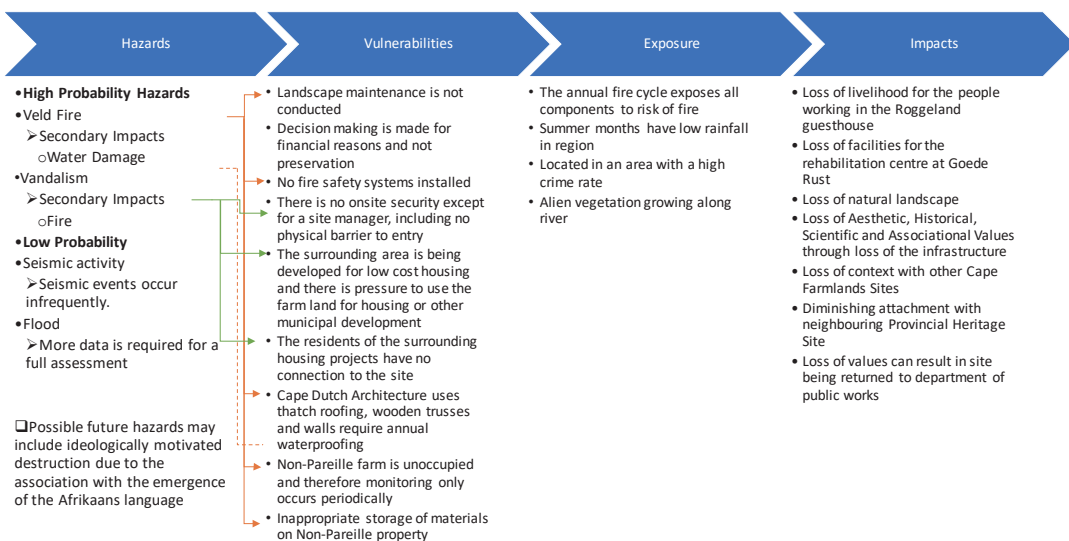 Hazards
Vulnerabilities
Exposure
Impacts
•High Probability Hazards
•Veld Fire
➢Secondary Impacts
oWater Damage
•Vandalism
➢Secondary Impacts
oFire
•Low Probability
•Seismic activity
➢Seismic events occur
infrequently.
•Flood
➢More data is required for a
full assessment
❑Possible future hazards may
include ideologically motivated
destruction due to the
association with the emergence
of the Afrikaans language
• Landscape maintenance is not
conducted
• Decision making is made for
financial reasons and not
preservation
• No fire safety systems installed
• There is no onsite security except
for a site manager, including no
physical barrier to entry
• The surrounding area is being
developed for low cost housing
and there is pressure to use the
farm land for housing or other
municipal development
• The residents of the surrounding
housing projects have no
connection to the site
• Cape Dutch Architecture uses
thatch roofing, wooden trusses
and walls require annual
waterproofing
• Non-Pareille farm is unoccupied
and therefore monitoring only
occurs periodically
• Inappropriate storage of materials
on Non-Pareille property
• The annual fire cycle exposes all
components to risk of fire
• Summer months have low rainfall
in region
• Located in an area with a high
crime rate
• Alien vegetation growing along
river
• Loss of livelihood for the people
working in the Roggeland
guesthouse
• Loss of facilities for the
rehabilitation centre at Goede
Rust
• Loss of natural landscape
• Loss of Aesthetic, Historical,
Scientific and Associational Values
through loss of the infrastructure
• Loss of context with other Cape
Farmlands Sites
• Diminishing attachment with
neighbouring Provincial Heritage
Site
• Loss of values can result in site
being returned to department of
public works